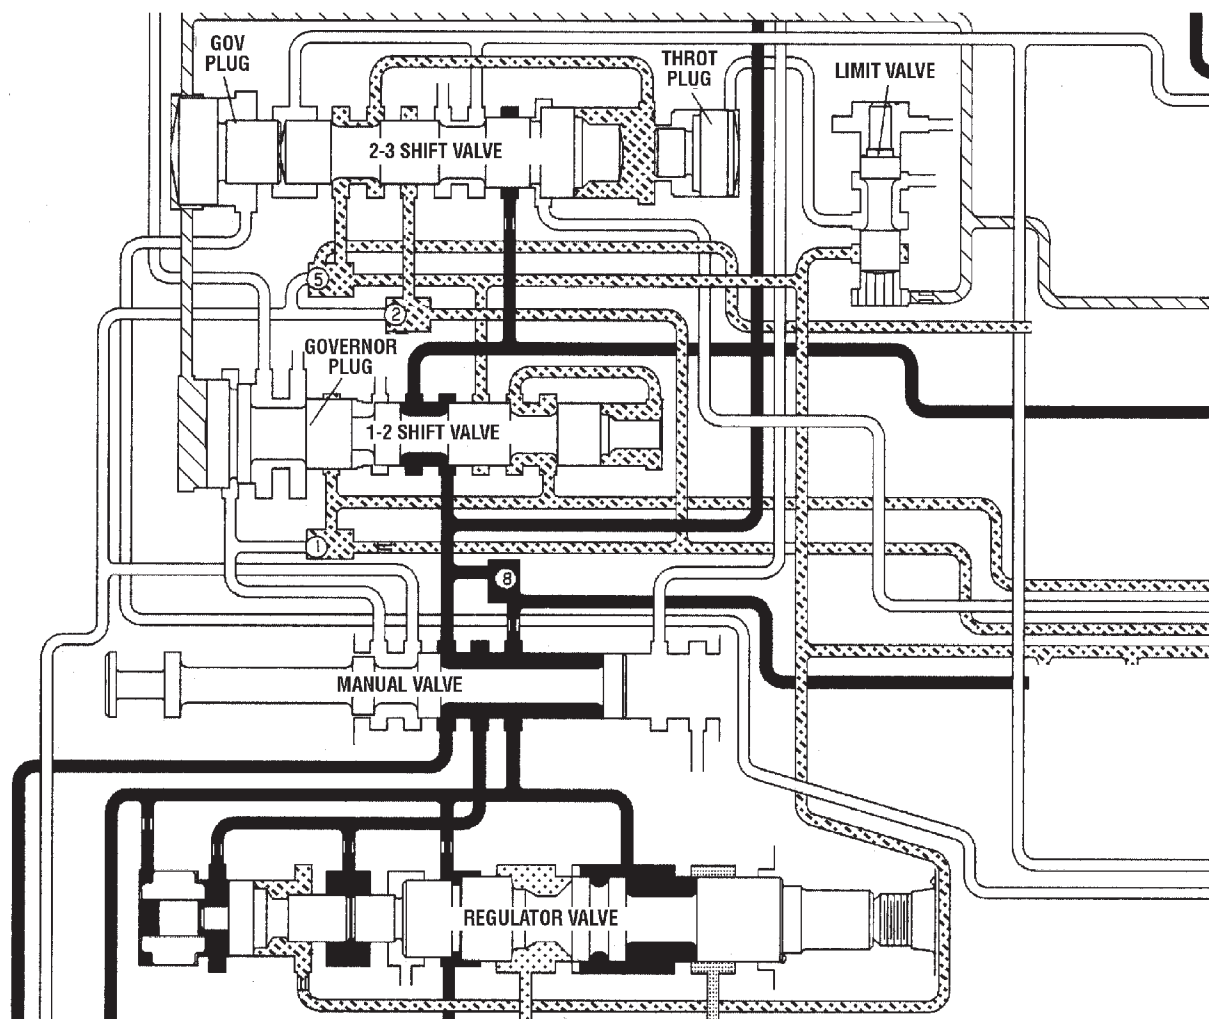 GOV
PLUG
THROT
PLUG
LIMIT VALVE
2-3 SHIFT VALVE
5
2
GOVERNOR
PLUG
1-2 SHIFT VALVE
1
8
MANUAL VALVE
REGULATOR VALVE